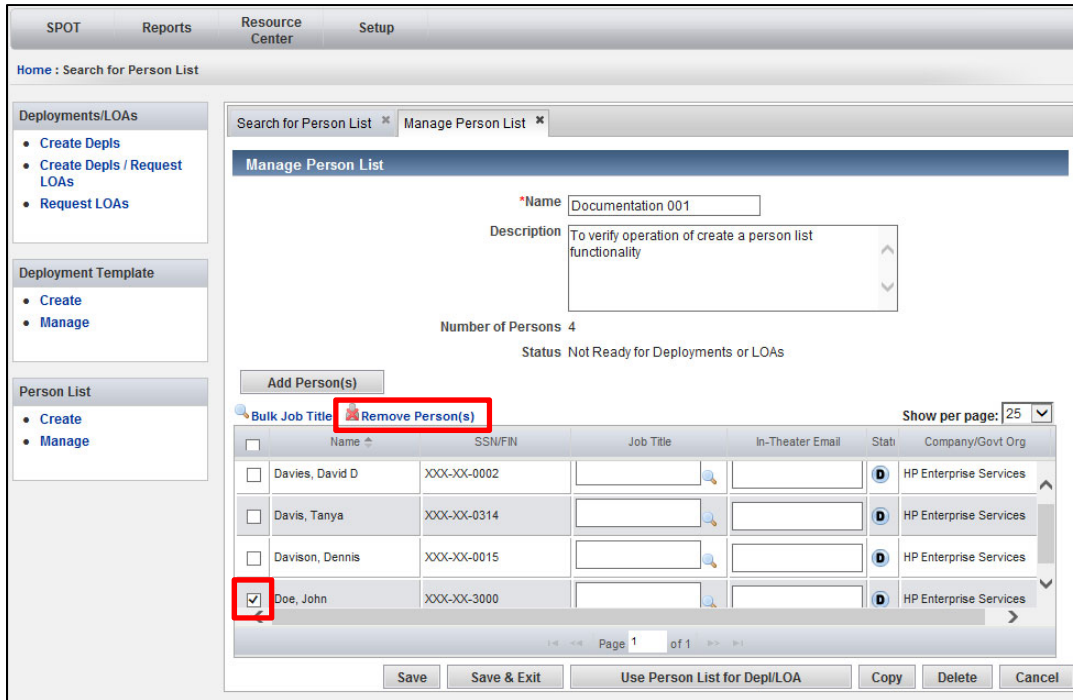 SPOT Reports Resource Center Setup
Home : Search for Person List
Deployments/LOAs
Create Depls
Create Depls / Request
LOAs
Request LOAs
Deployment Template
Create
Manage
Person List
Create
Manage
Search for Person List Manage Person List
Manage Person List
*Name Documentation 001
Description To verify operation of create a person list
functionality
Number of Persons 4
Status Not Ready for Deployments or LOAs
Add Person(s)
Bulk Job Title Remove Person(s) Show per page: 25
Name SSN/FIN Job Title In-Theater Email Stati Company/Govt Org
Davies, David D XXX-XX-0002 D HP Enterprise Services
Davis, Tanya XXX-XX-0314 D HP Enterprise Services
Davison, Dennis XXX-XX-0015 D HP Enterprise Services
Doe, John XXX-XX-3000 D HP Enterprise Services
Page 1 of 1
Save Save & Exit Use Person List for Depl/LOA Copy Delete Cancel